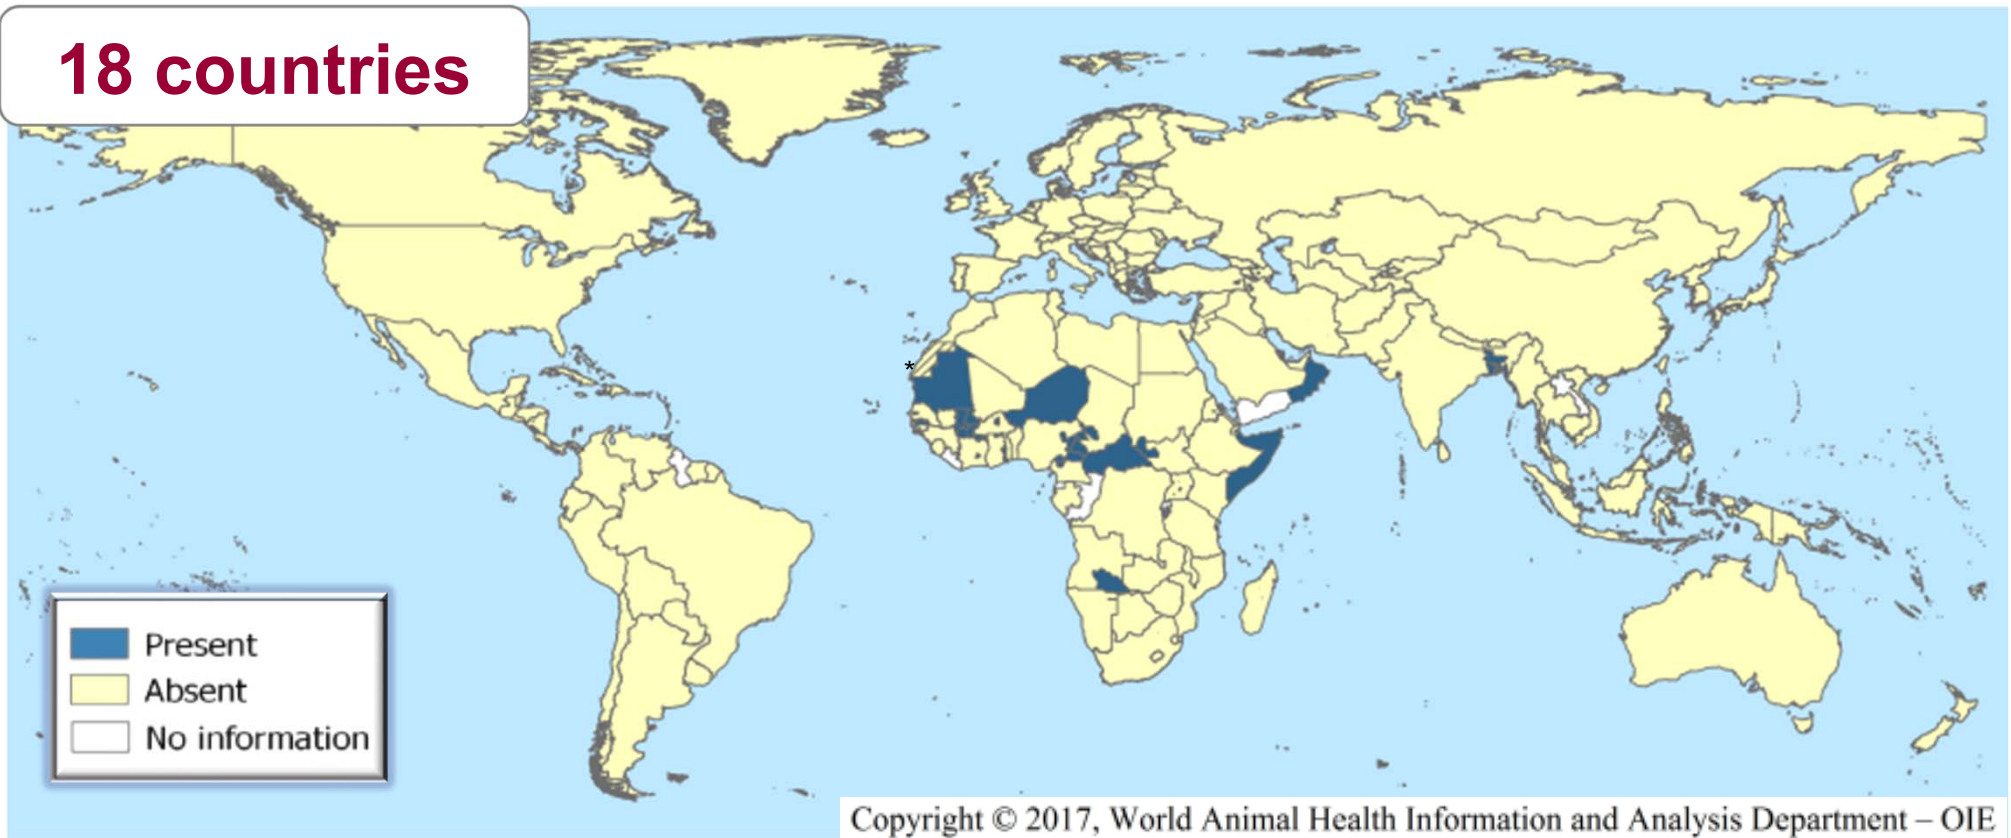 18 countries
*
Present
Absent
No information
Copyright © 2017, World Animal Health Information and Analysis Department – OIE